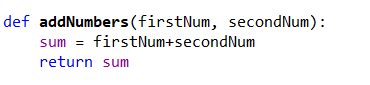 def addNumbers(firstNum, secondNum):
    sum = firstNum+secondNum
    return sum